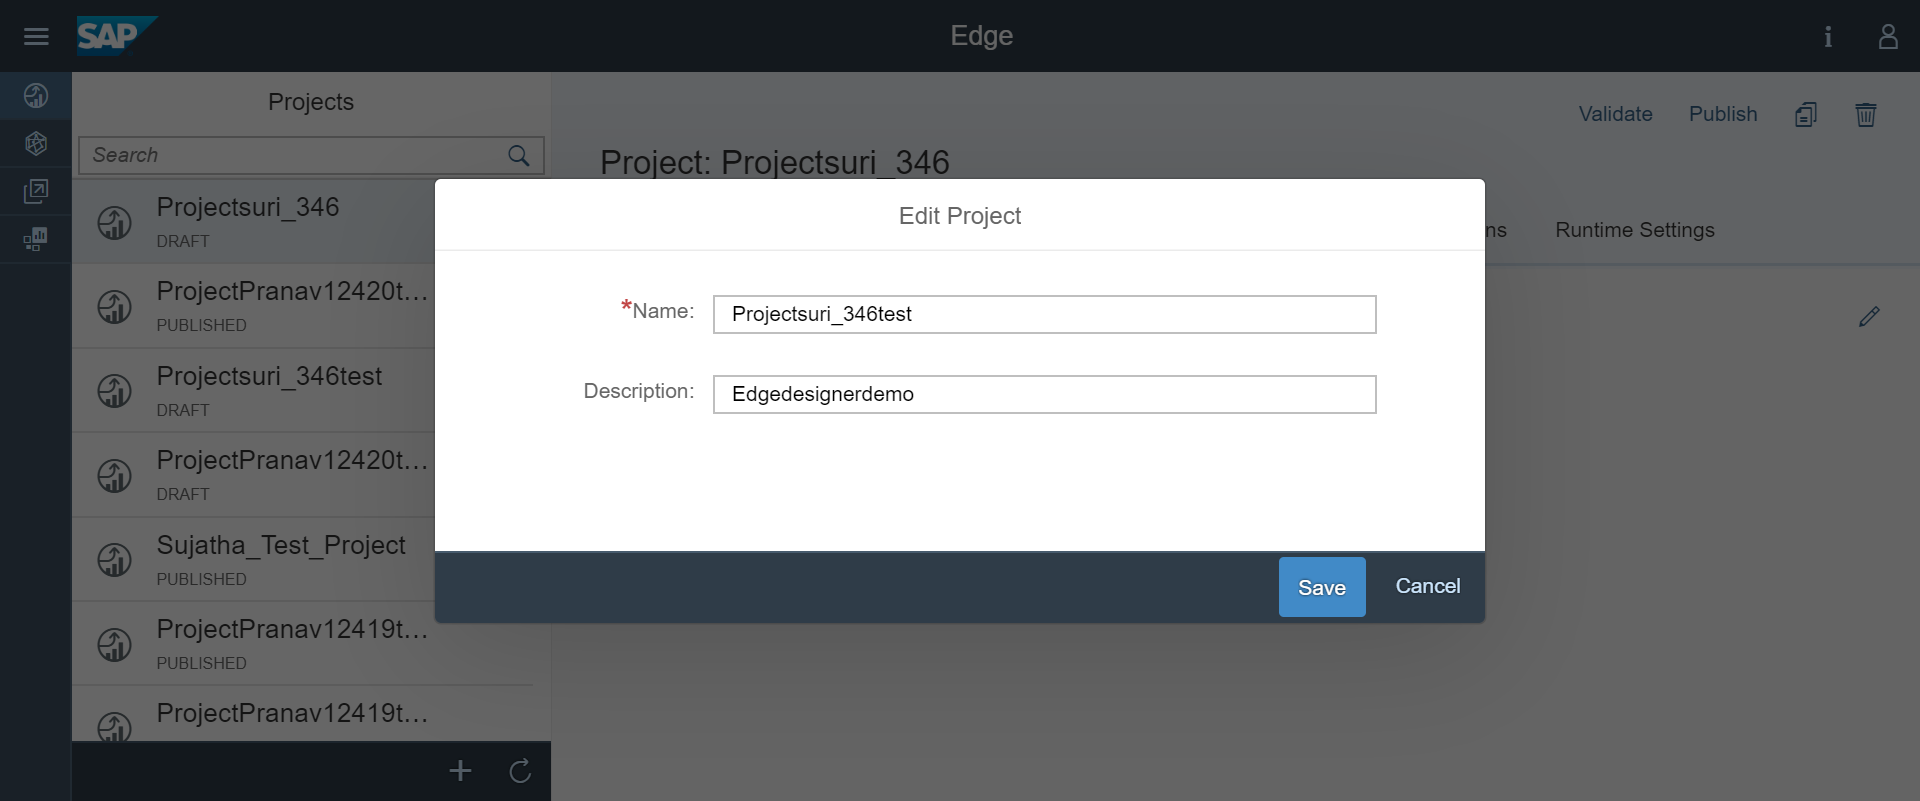 SAP
Edge
i
Projects
Search
Projectsuri_346
DRAFT
ProjectPranav12420t...
PUBLISHED
Projectsuri_346test
DRAFT
ProjectPranav12420t...
DRAFT
Sujatha_Test_Project
PUBLISHED
ProjectPranav12419t...
PUBLISHED
ProjectPranav12419t...
Validate
Publish
Project: Projectsuri_346
ns
Runtime Settings
Edit Project
*Name:
Projectsuri_346test
Description:
Edgedesignerdemo
Save
Cancel